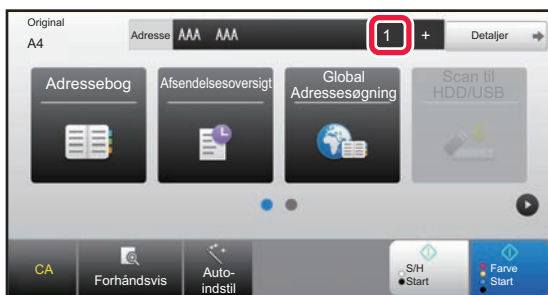 Original
A4
Adresse AAA AAA 1 + Detaljer
Adressebog
Afsendelsesoversigt
Global
Adressesøgning
Scan til
HDD/USB
CA
Forhåndsvis
Auto-
indstil
S/H
Start
Farve
Start